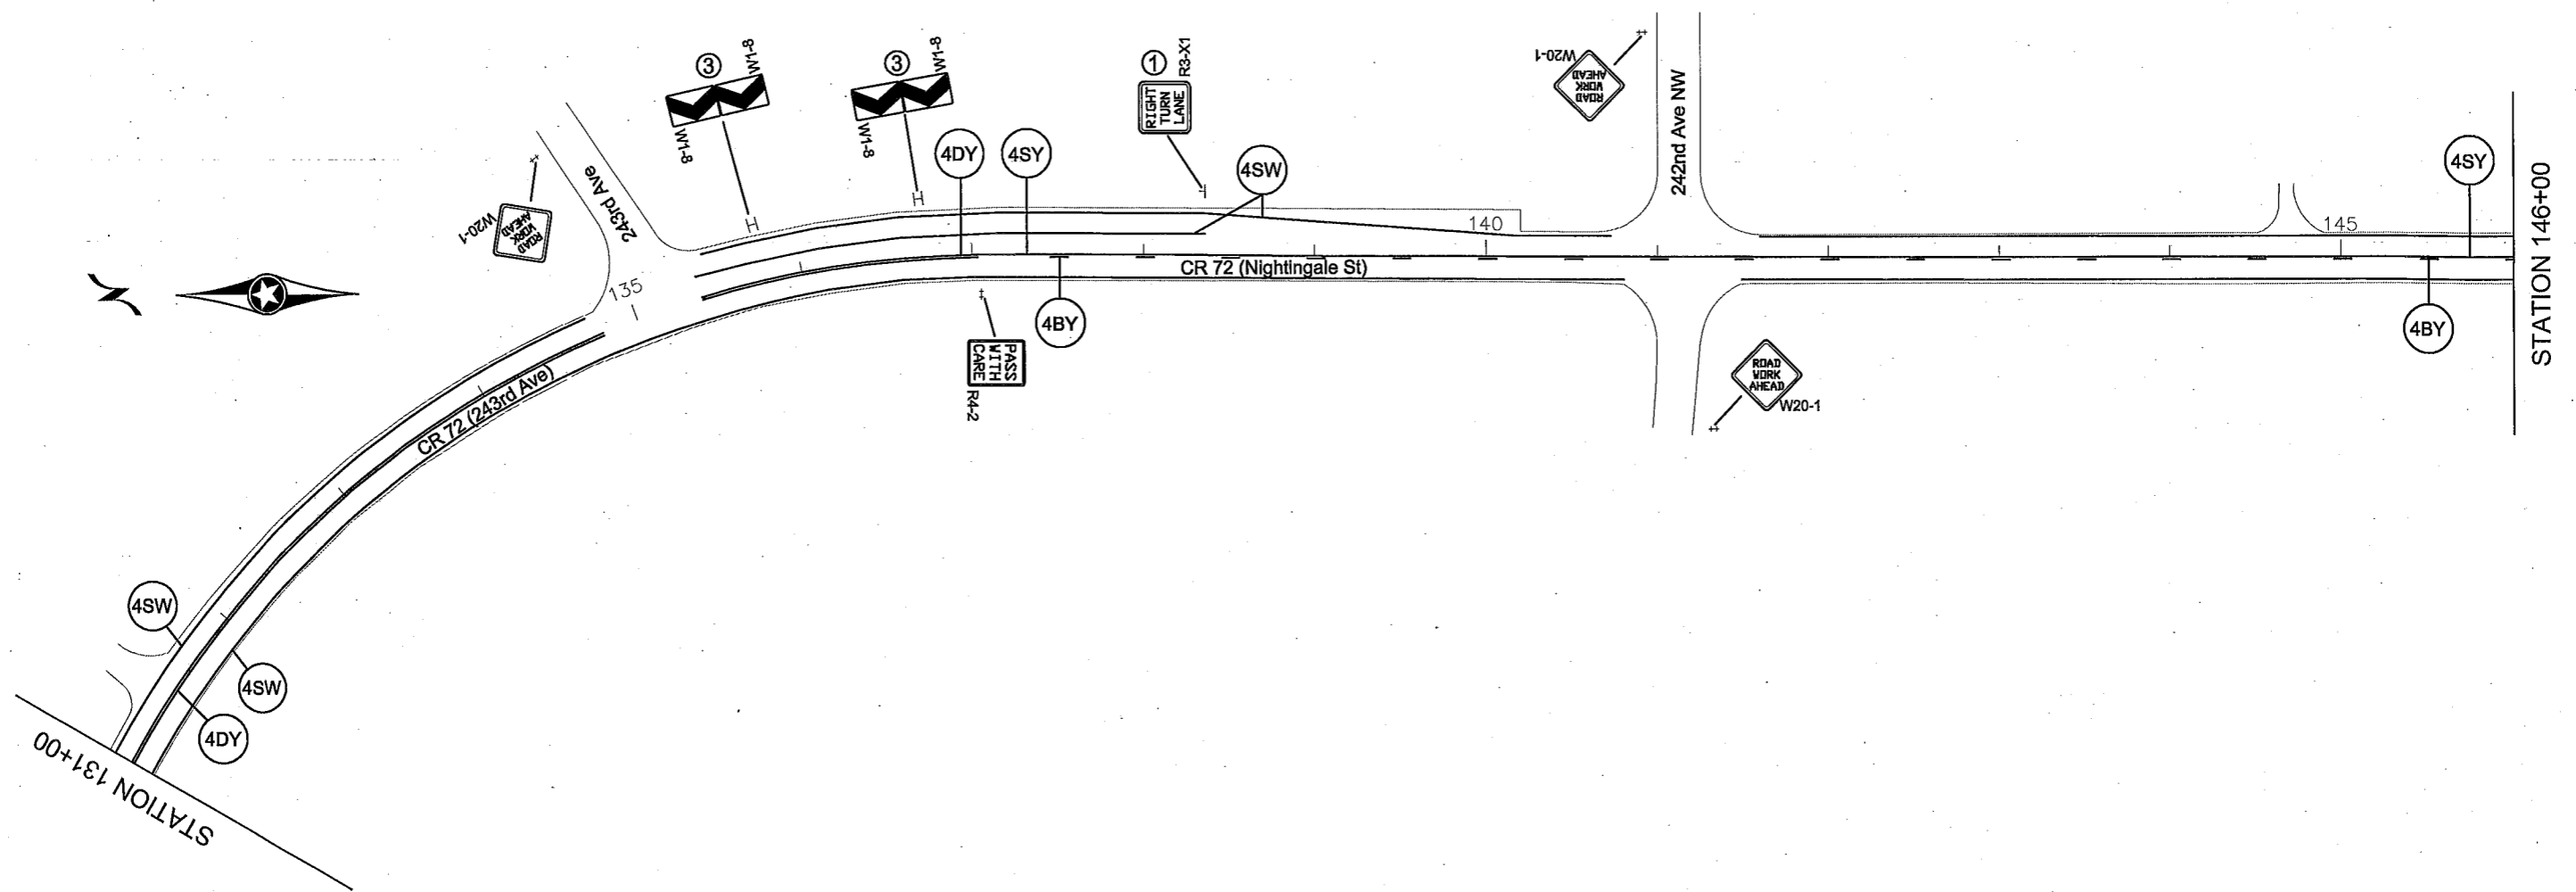 3
W1-8
W1-8
3
W1-8
W1-8
1
R3-X1
RIGHT
TURN
LANE
W20-1
ROAD
WORK
AHEAD
242nd Ave NW
4DY
4SY
4SW
4SY
243rd Ave
W20-1
ROAD
WORK
AHEAD
135
140
145
CR 72 (Nightingale St)
STATION 146+00
4BY
4BY
PASS
WITH
CARE
R4-2
ROAD
WORK
AHEAD
W20-1
CR 72 (243rd Ave)
4SW
4SW
4DY
STATION 131+00